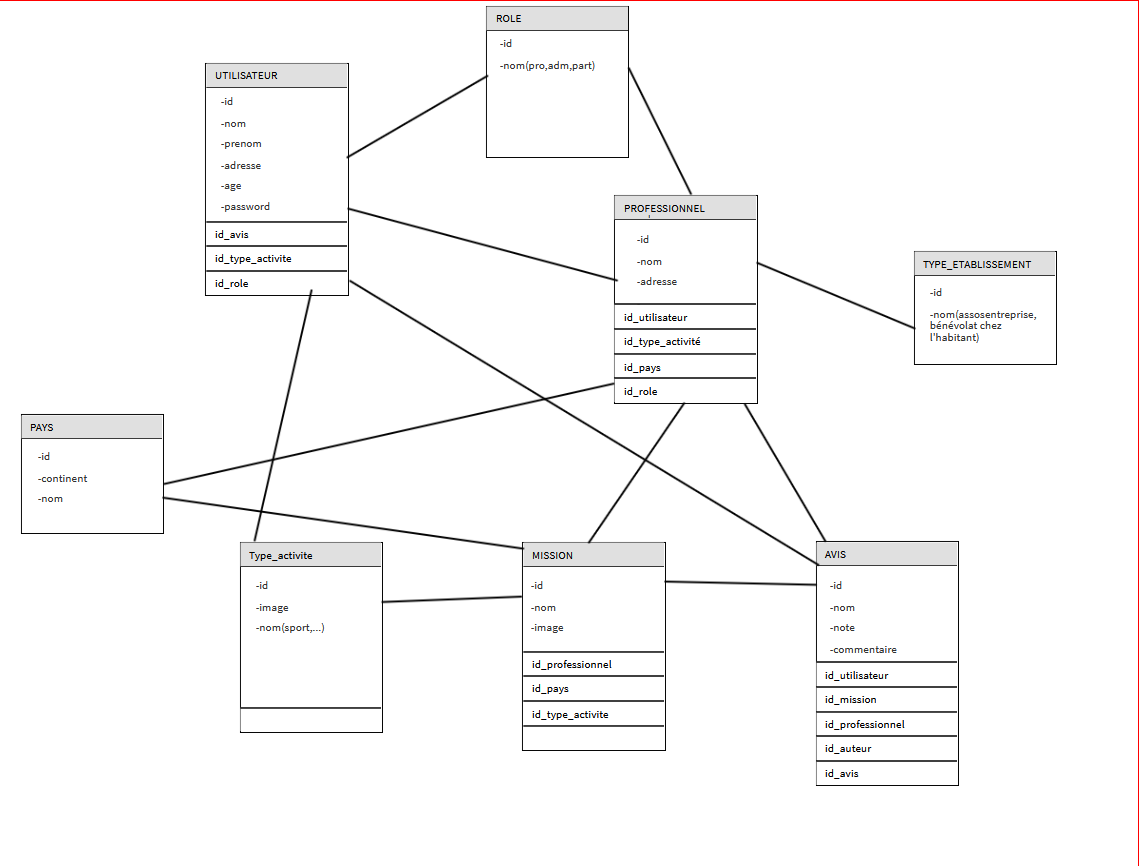 ROLE
-id
-nom(pro,adm,part)
UTILISATEUR
-id
-nom
-prenom
-adresse
-age
-password
id_avis
id_type_activite
id_role
PROFESSIONNEL
-id
-nom
-adresse
id_utilisateur
id_type_activité
id_pays
id_role
TYPE_ETABLISSEMENT
-id
-nom(assosentreprise,
bénévolat chez
l'habitant)
PAYS
-id
-continent
-nom
Type_activite
-id
-image
-nom(sport,...)
MISSION
-id
-nom
-image
id_professionnel
id_pays
id_type_activite
AVIS
-id
-nom
-note
-commentaire
id_utilisateur
id_mission
id_professionnel
id_auteur
id_avis